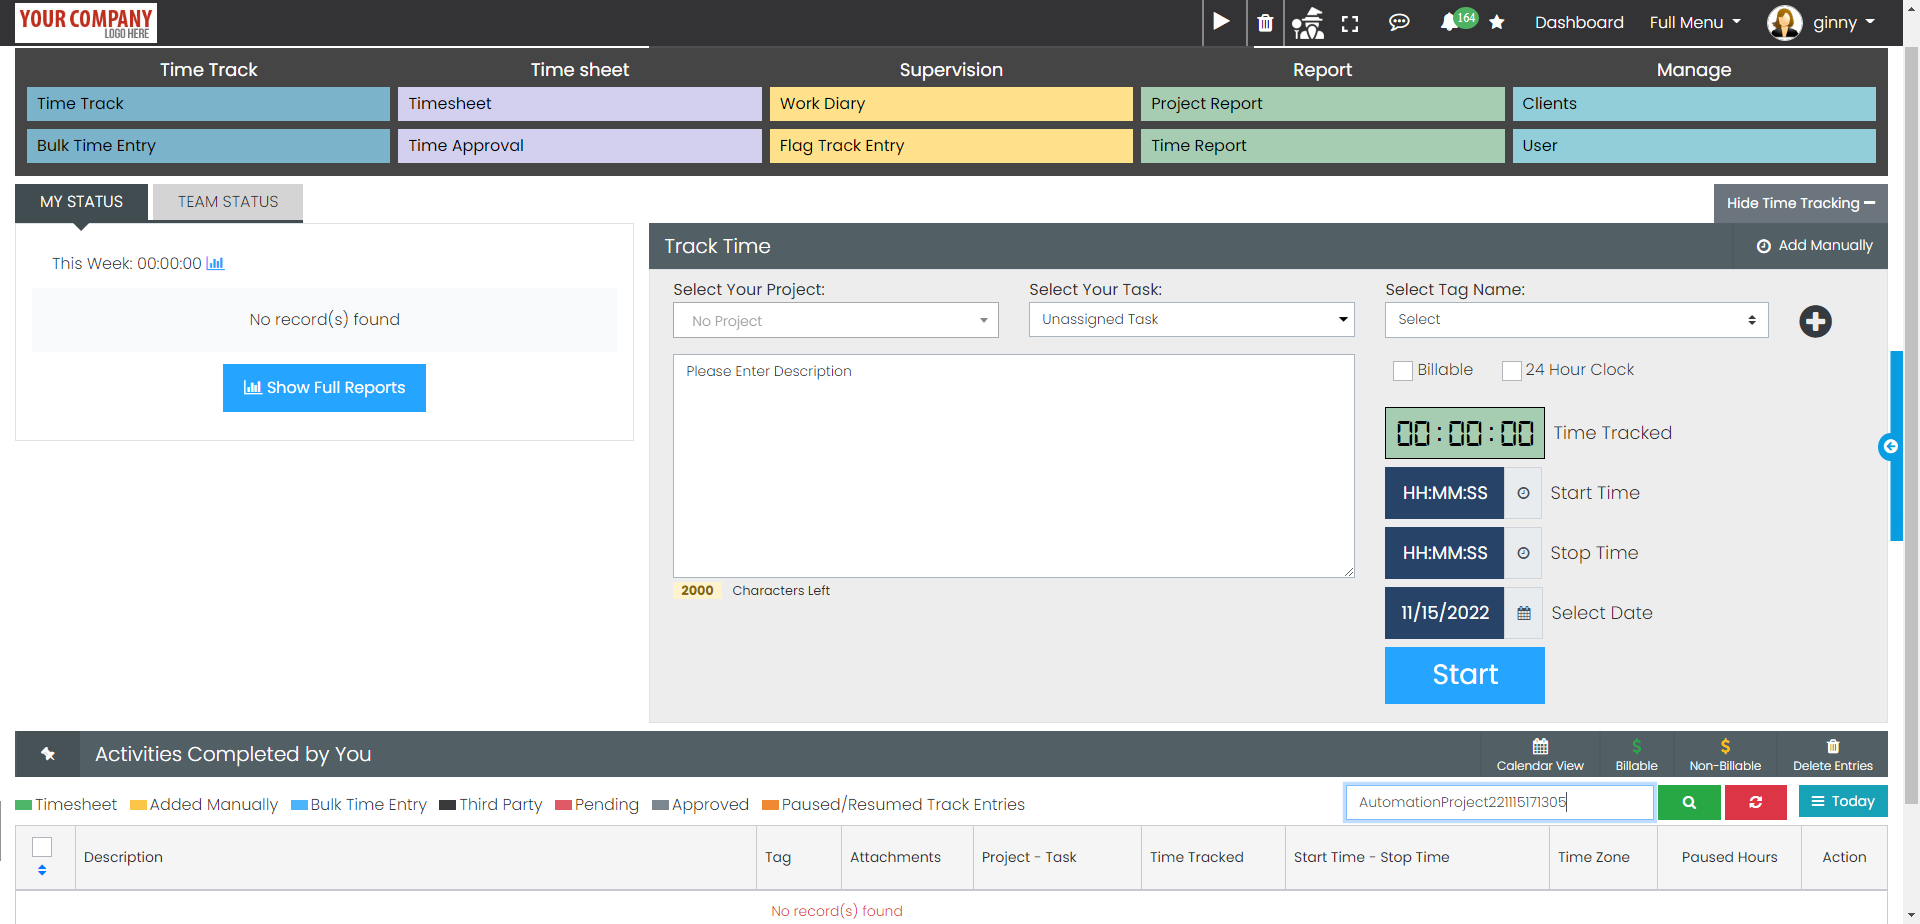 YOUR COMPANY
LOGO HERE
164
Dashboard
Full Menu
ginny
Time Track
Time sheet
Supervision
Report
Manage
Time Track
Timesheet
Work Diary
Project Report
Clients
Bulk Time Entry
Time Approval
Flag Track Entry
Time Report
User
MY STATUS
TEAM STATUS
Hide Time Tracking
This Week: 00:00:00
No record(s) found
Show Full Reports
Track Time
Add Manually
Select Your Project:
Select Your Task:
Select Tag Name:
No Project
Unassigned Task
Select
Please Enter Description
Billable
24 Hour Clock
00:00:00
Time Tracked
HH:MM:SS
Start Time
HH:MM:SS
Stop Time
2000 Characters Left
11/15/2022
Select Date
Start
Activities Completed by You
Calendar View
$
Billable
$
Non-Billable
Delete Entries
Timesheet
Added Manually
Bulk Time Entry
Third Party
Pending
Approved
Paused/Resumed Track Entries
AutomationProject221115171305
Today
Description
Tag
Attachments
Project - Task
Time Tracked
Start Time - Stop Time
Time Zone
Paused Hours
Action
No record(s) found